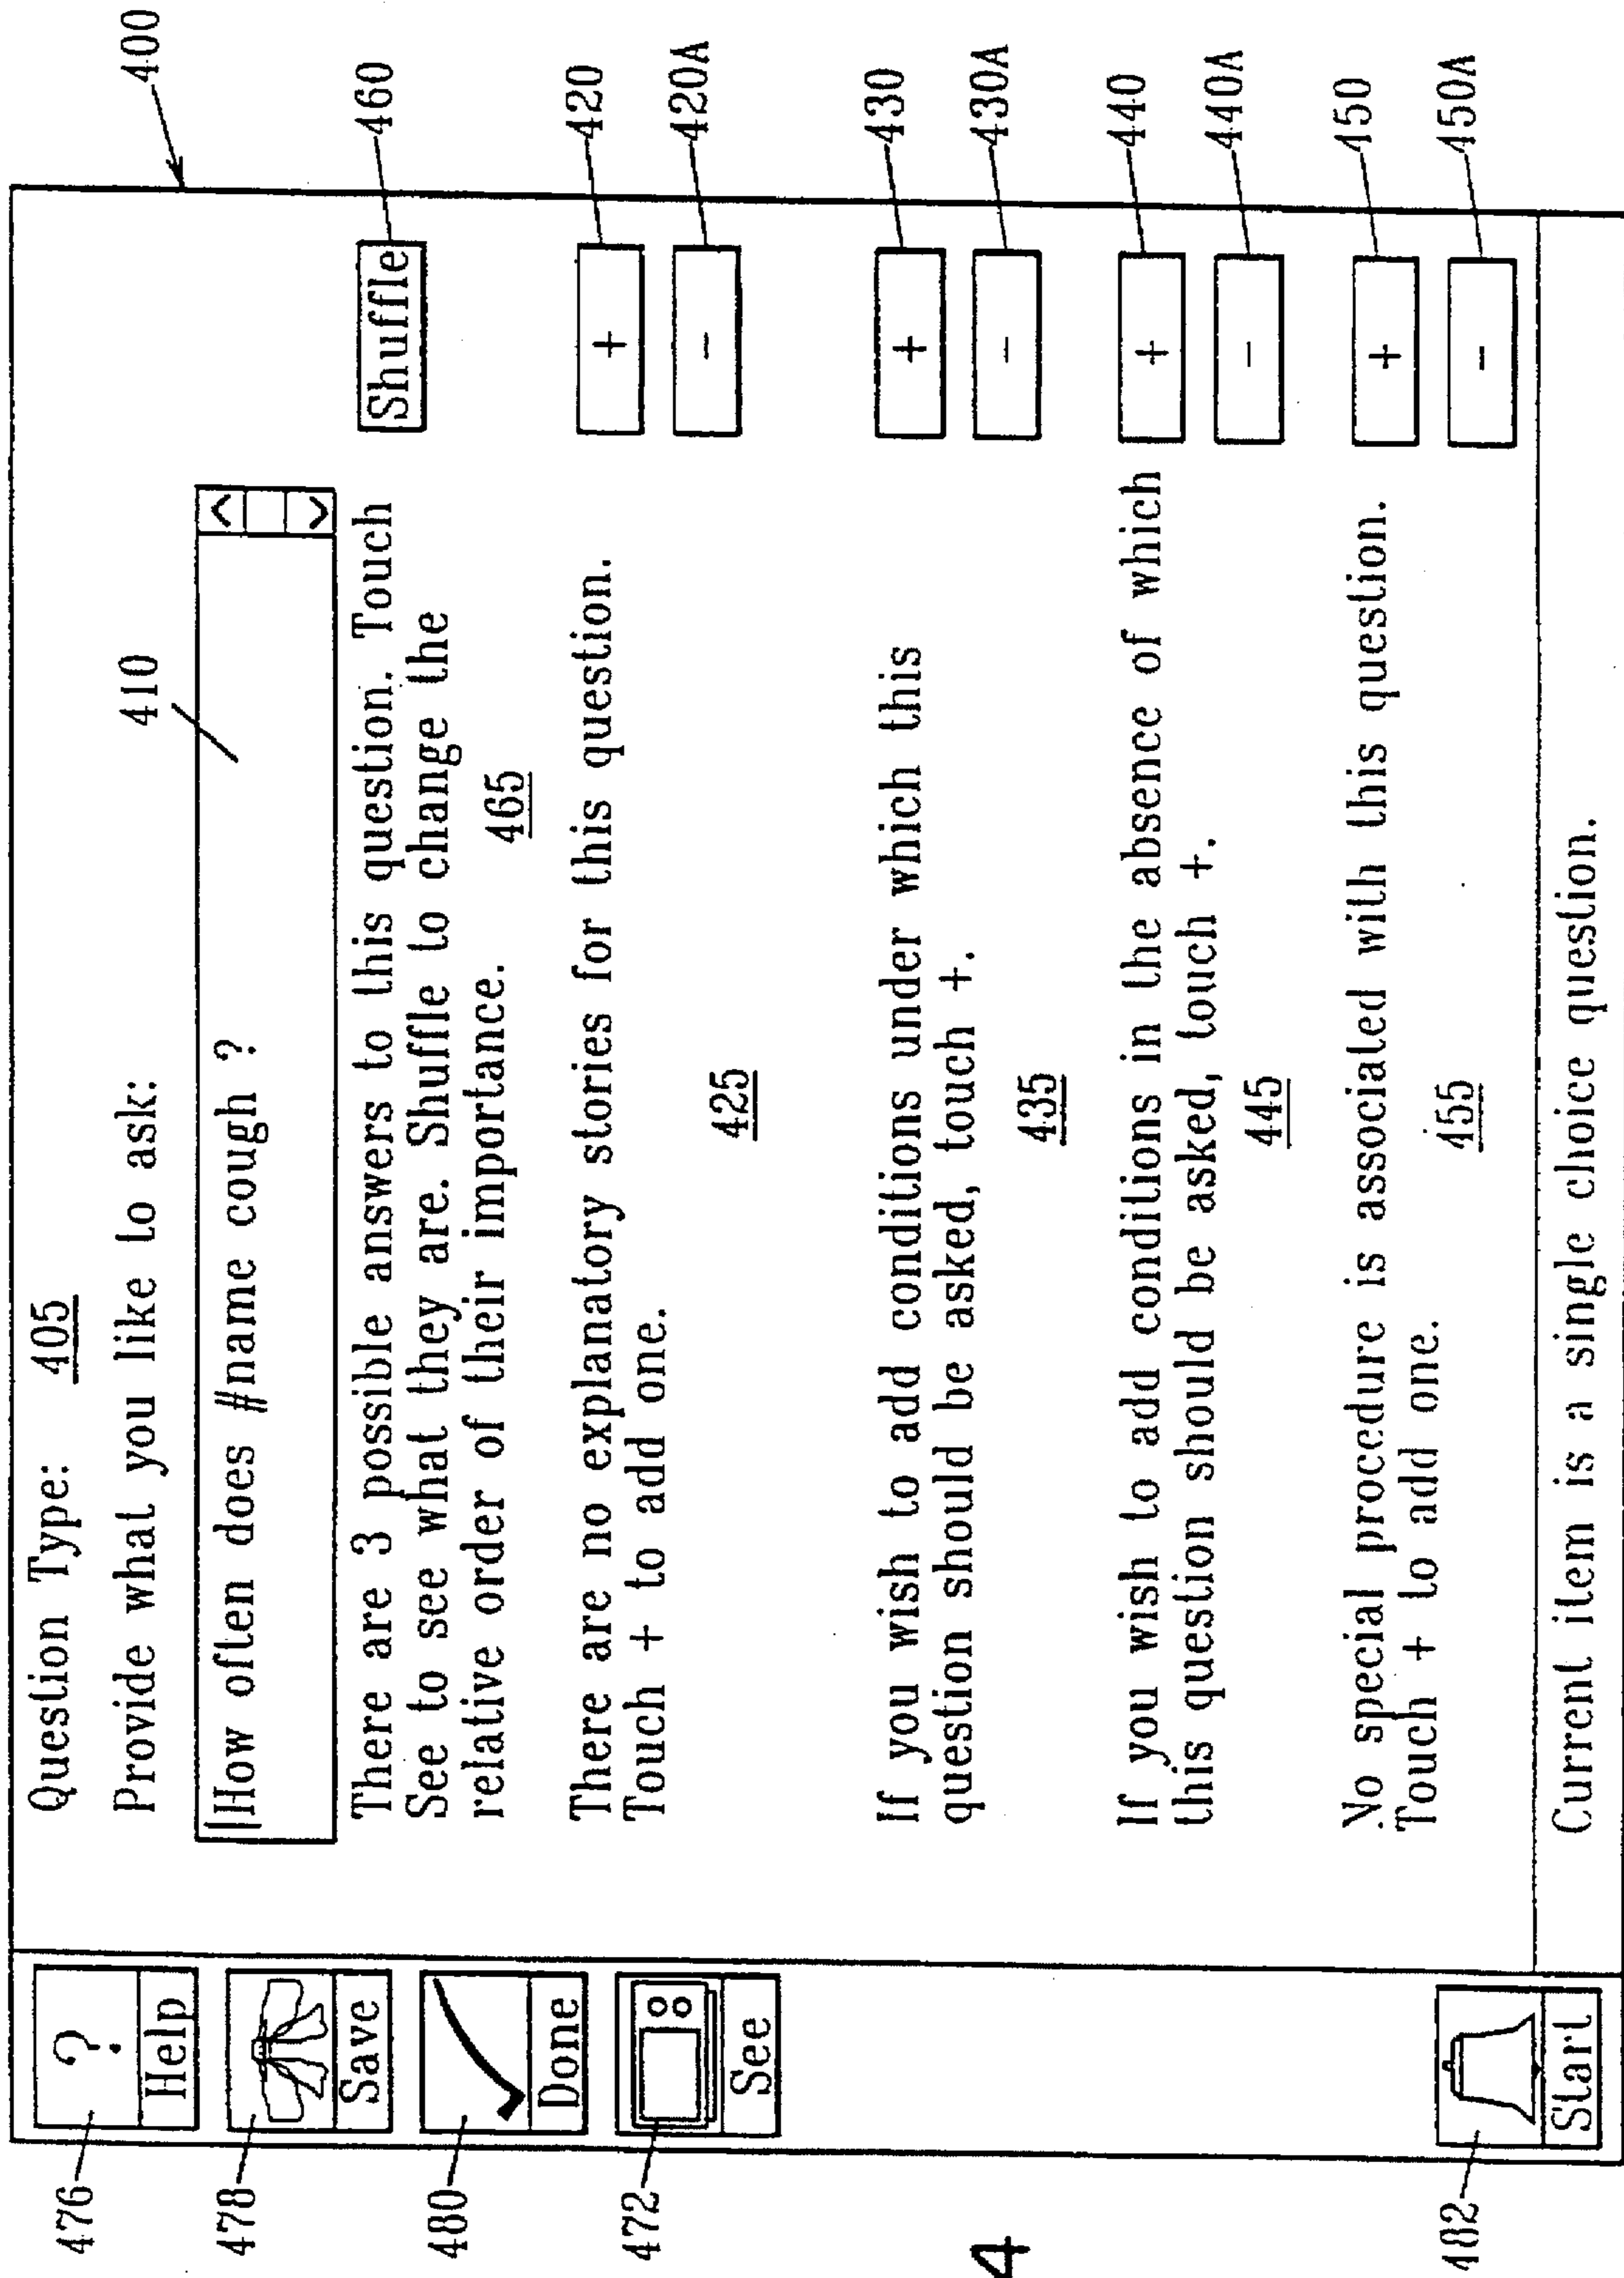 400
Question Type: 405
Provide what you like to ask:
410
How often does #name cough ?
There are 3 possible answers to this question. Touch
See to see what they are. Shuffle to change the
relative order of their importance.
465
Shuffle
460
There are no explanatory stories for this question.
Touch + to add one.
425
+
420
-
420A
If you wish to add conditions under which this
question should be asked, touch +.
435
+
430
-
430A
If you wish to add conditions in the absence of which
this question should be asked, touch +.
445
+
440
-
440A
No special procedure is associated with this question.
Touch + to add one.
455
+
450
-
450A
Current item is a single choice question.
476
?
Help
478
Save
480
Done
472
See
482
Start
4